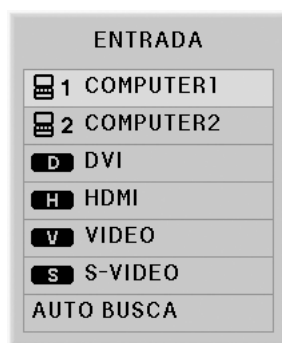 ENTRADA
1 COMPUTER1
2 COMPUTER2
D DVI
H HDMI
V VIDEO
S S-VIDEO
AUTO BUSCA